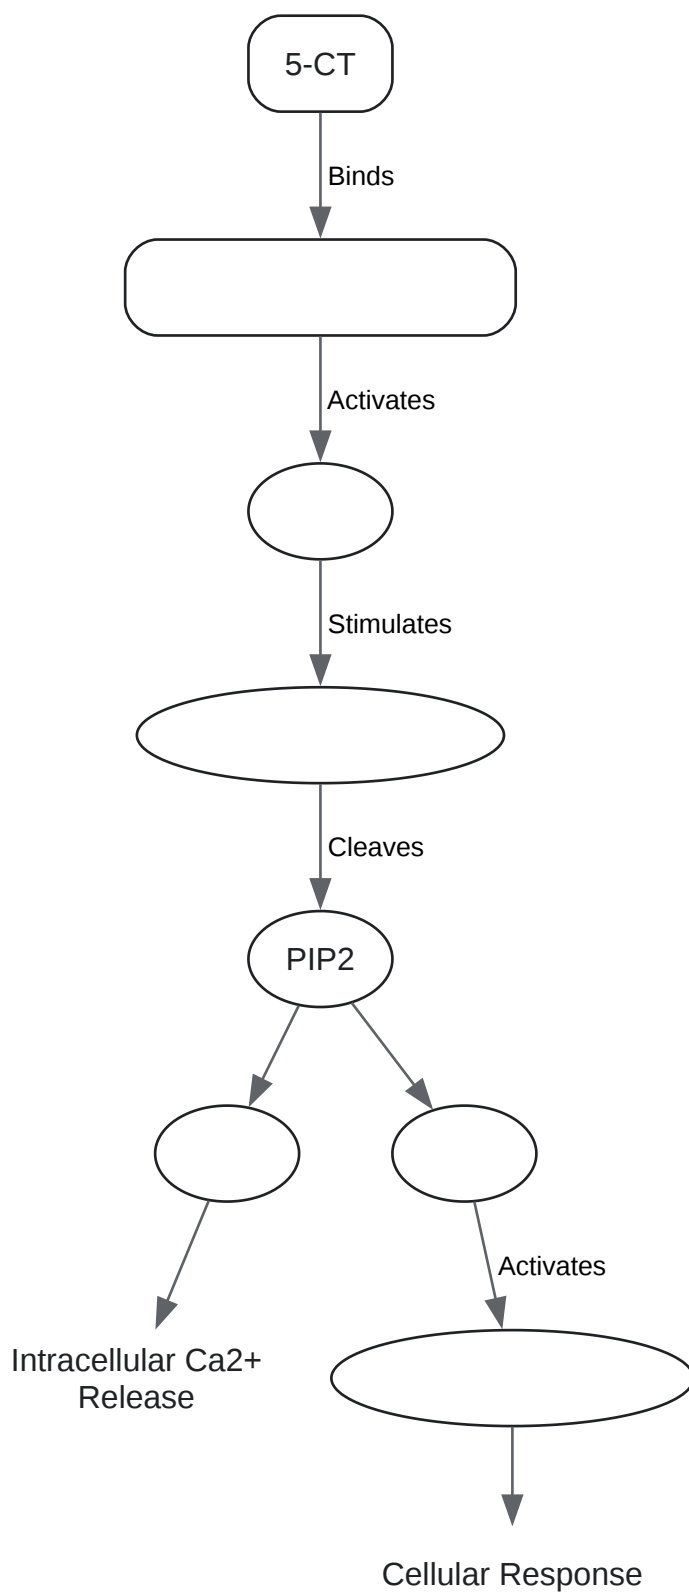 5-CT
Binds
Activates
Stimulates
Cleaves
PIP2
Activates
Intracellular Ca2+
Release
Cellular Response